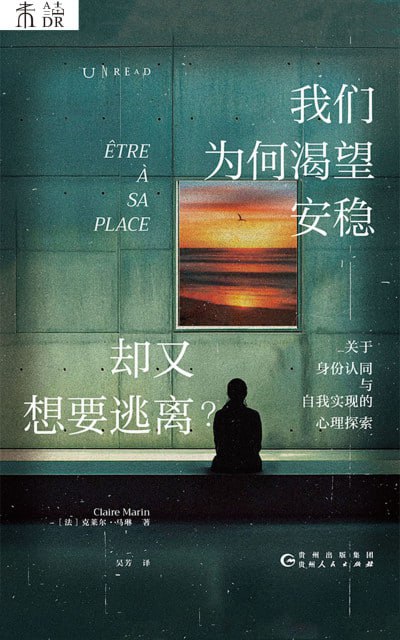 未读
UNREAD
我们
为何渴望
安稳
ÊTRE
À
SA
PLACE
却又
想要逃离?
关于
身份认同
与
自我实现的
心理探索
Claire Marin
[法]克莱尔·马琳 著
吴芳 译
贵州出版集团
贵州人民出版社